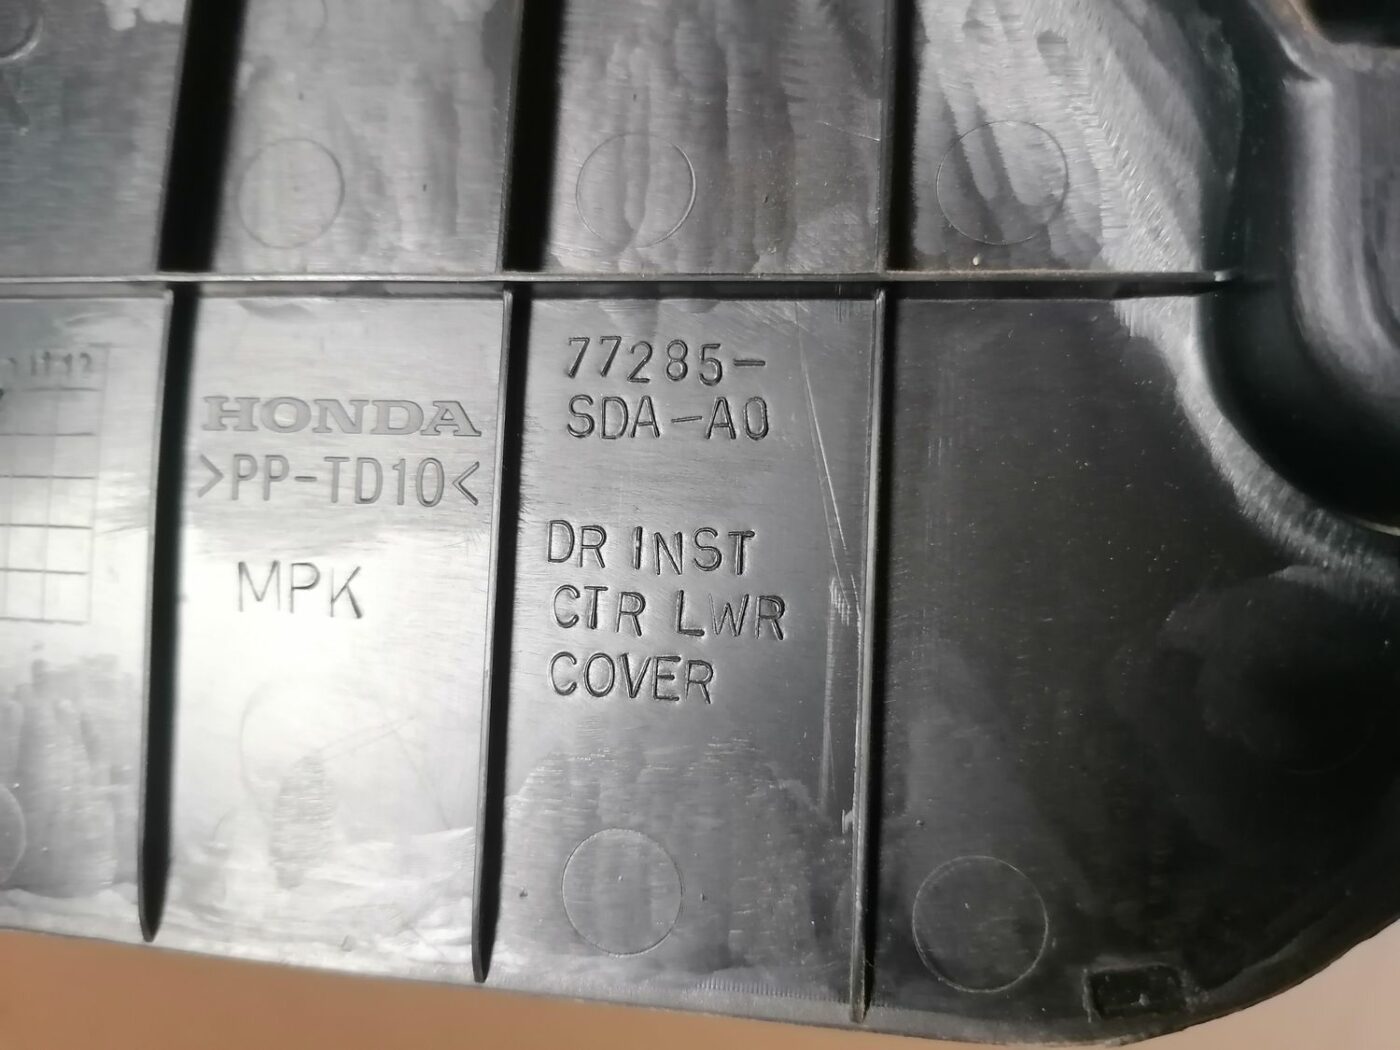 HONDA
>PP-TD10<
MPK
77285-
SDA-A0
DR INST
CTR LWR
COVER